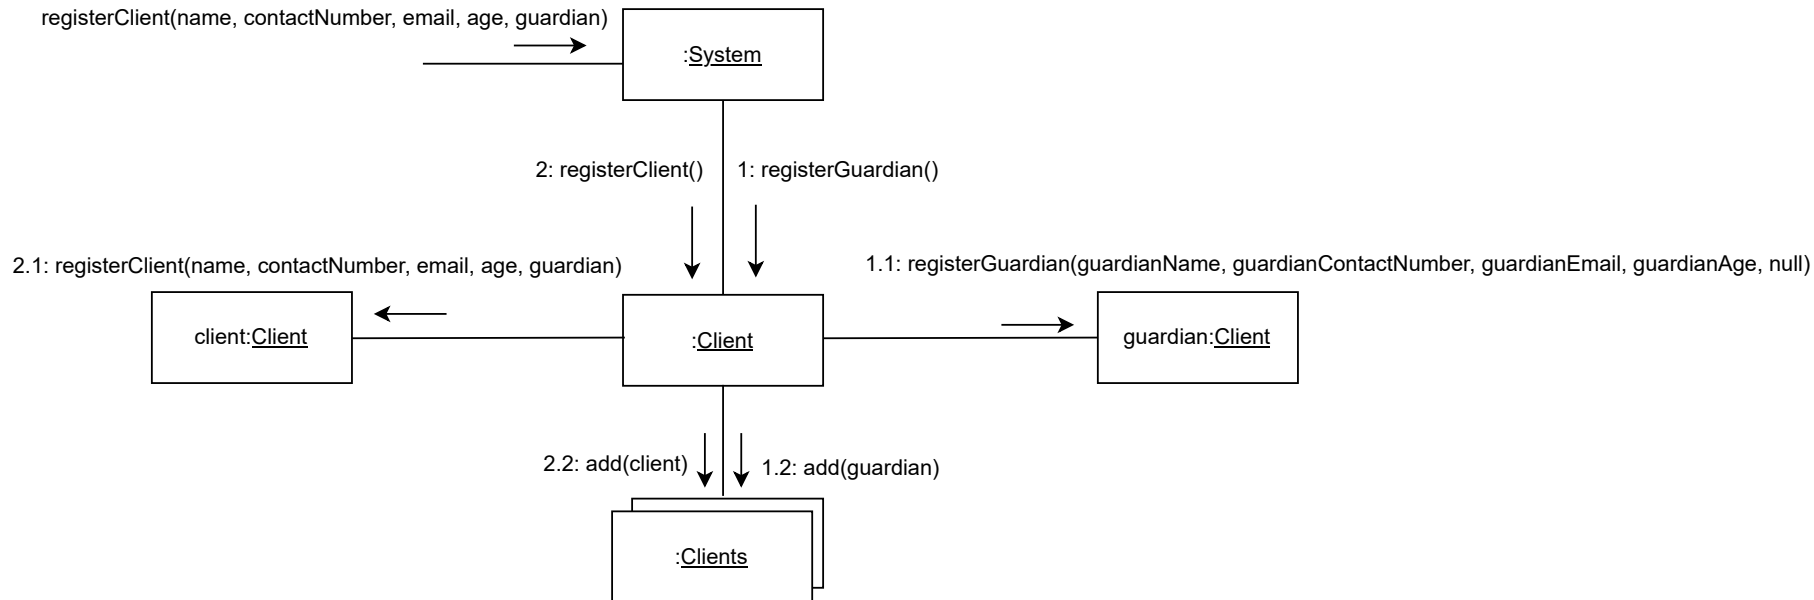 registerClient(name, contactNumber, email, age, guardian)
:System
2: registerClient()
1: registerGuardian()
2.1: registerClient(name, contactNumber, email, age, guardian)
1.1: registerGuardian(guardianName, guardianContactNumber, guardianEmail, guardianAge, null)
client:Client
:Client
guardian:Client
2.2: add(client)
1.2: add(guardian)
:Clients